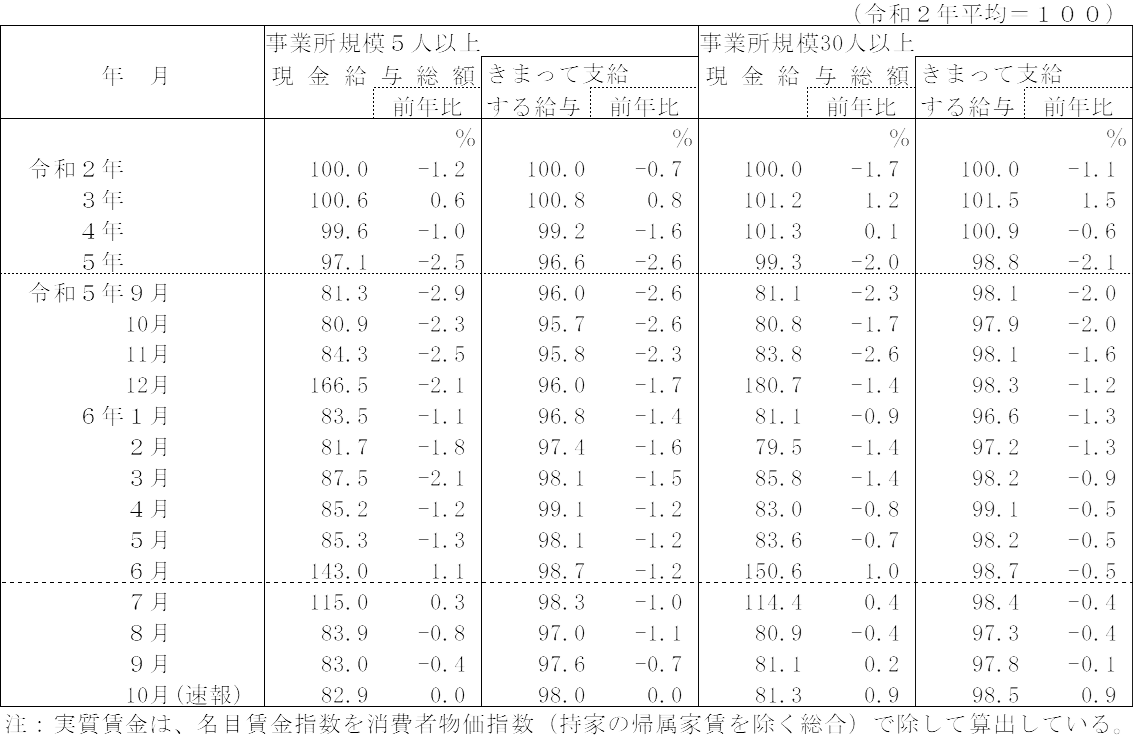 （令和２年平均＝１００）
事業所規模５人以上 事業所規模30人以上
年　月 現金給与総額 きまって支給 現金給与総額 きまって支給
前年比 する給与 前年比 前年比 する給与 前年比
% % % %
令和２年 100.0 -1.2 100.0 -0.7 100.0 -1.7 100.0 -1.1
３年 100.6 0.6 100.8 0.8 101.2 1.2 101.5 1.5
４年 99.6 -1.0 99.2 -1.6 101.3 0.1 100.9 -0.6
５年 97.1 -2.5 96.6 -2.6 99.3 -2.0 98.8 -2.1
令和５年９月 81.3 -2.9 96.0 -2.6 81.1 -2.3 98.1 -2.0
10月 80.9 -2.3 95.7 -2.6 80.8 -1.7 97.9 -2.0
11月 84.3 -2.5 95.8 -2.3 83.8 -2.6 98.1 -1.6
12月 166.5 -2.1 96.0 -1.7 180.7 -1.4 98.3 -1.2
６年１月 83.5 -1.1 96.8 -1.4 81.1 -0.9 96.6 -1.3
２月 81.7 -1.8 97.4 -1.6 79.5 -1.4 97.2 -1.3
３月 87.5 -2.1 98.1 -1.5 85.8 -1.4 98.2 -0.9
４月 85.2 -1.2 99.1 -1.2 83.0 -0.8 99.1 -0.5
５月 85.3 -1.3 98.1 -1.2 83.6 -0.7 98.2 -0.5
６月 143.0 1.1 98.7 -1.2 150.6 1.0 98.7 -0.5
７月 115.0 0.3 98.3 -1.0 114.4 0.4 98.4 -0.4
８月 83.9 -0.8 97.0 -1.1 80.9 -0.4 97.3 -0.4
９月 83.0 -0.4 97.6 -0.7 81.1 0.2 97.8 -0.1
10月(速報) 82.9 0.0 98.0 0.0 81.3 0.9 98.5 0.9
注：実質賃金は、名目賃金指数を消費者物価指数（持家の帰属家賃を除く総合）で除して算出している。